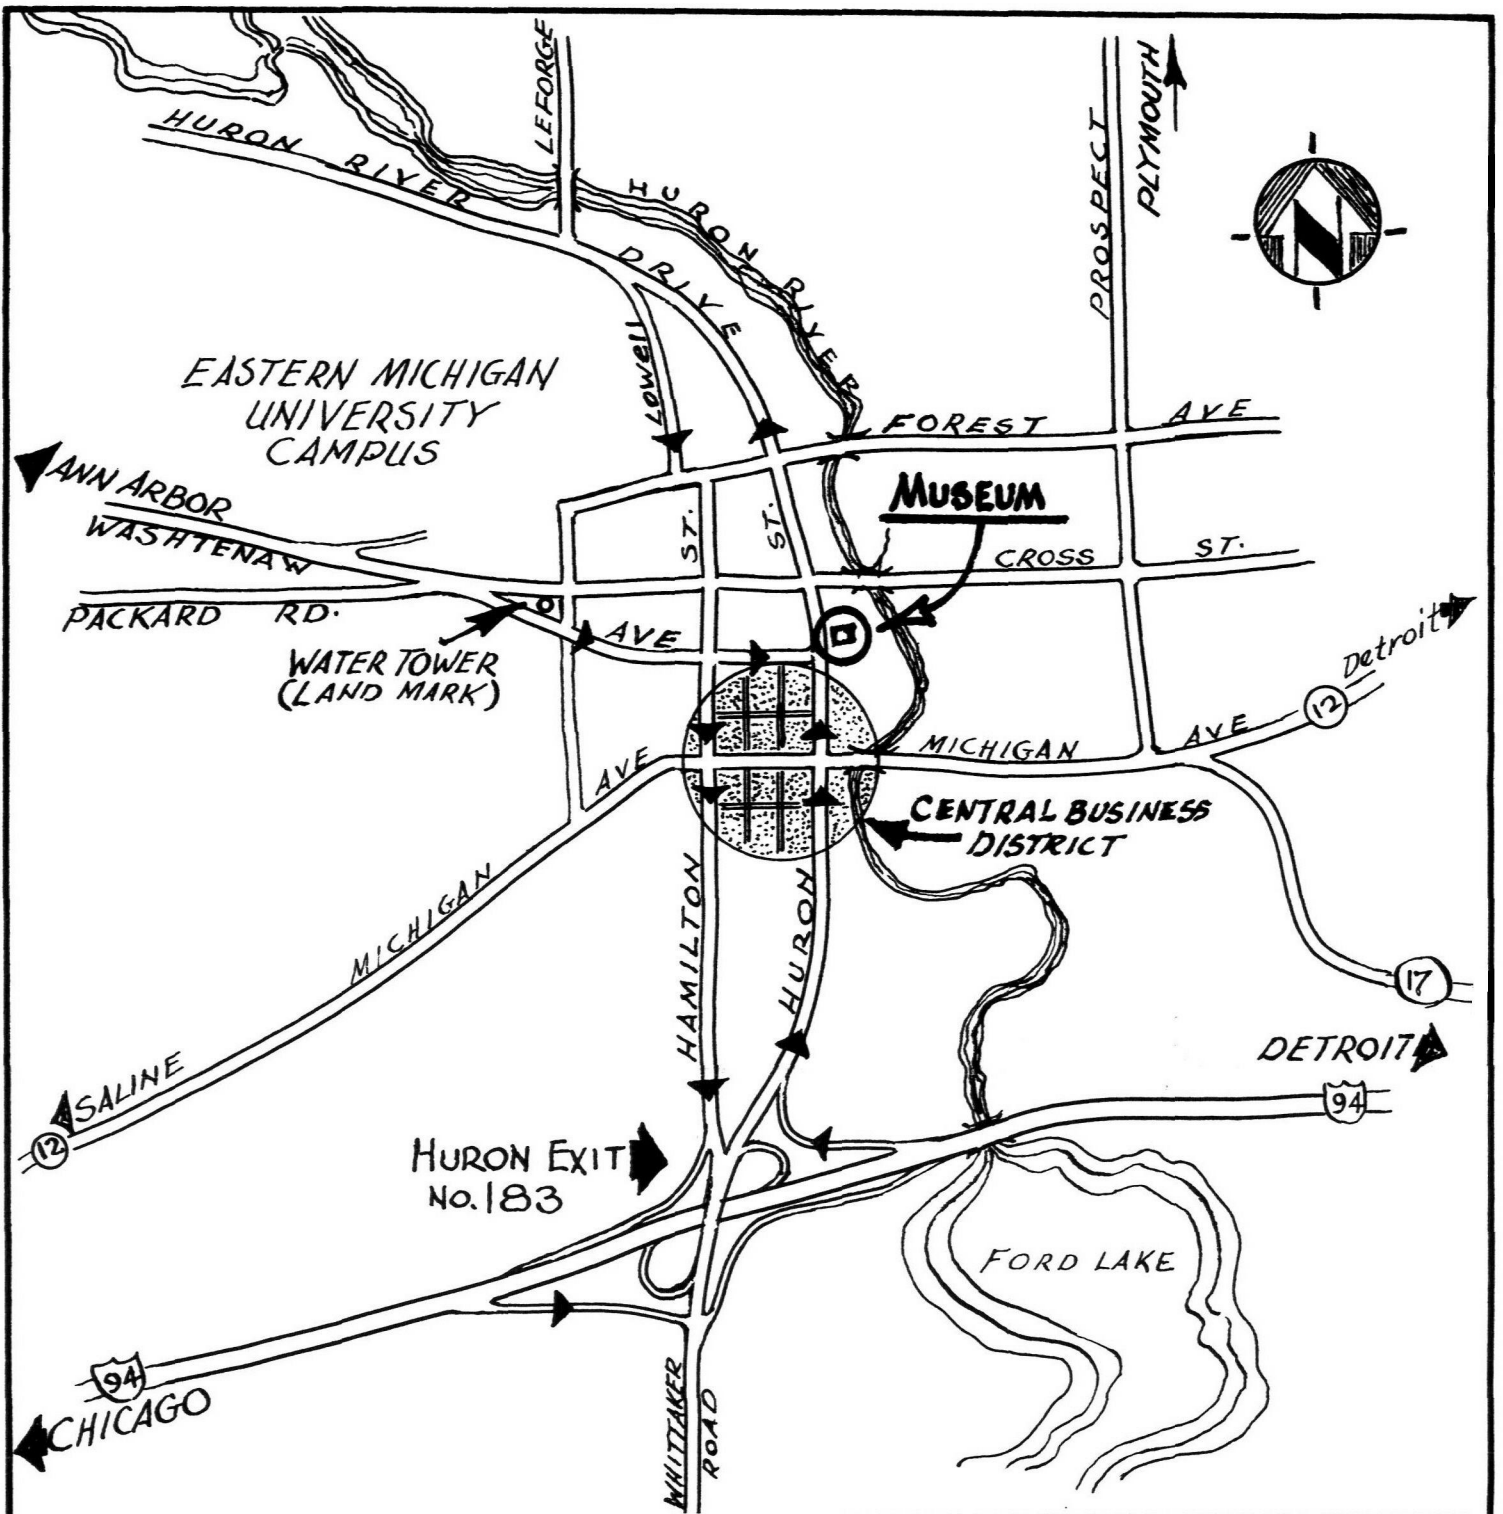 LEFORGE
PLYMOUTH
PROSPECT
HURON RIVER DRIVE
HURON RIVER
N
Lowell
EASTERN MICHIGAN
UNIVERSITY
CAMPUS
FOREST AVE
ANN ARBOR
WASHTENAW AVE
MUSEUM
ST.
ST.
CROSS ST.
PACKARD RD.
WATER TOWER
(LAND MARK)
Detroit
12
MICHIGAN AVE
MICHIGAN AVE
CENTRAL BUSINESS
DISTRICT
HAMILTON
HURON
17
DETROIT
SALINE
12
94
HURON EXIT
NO. 183
FORD LAKE
94
CHICAGO
WHITTAKER
ROAD